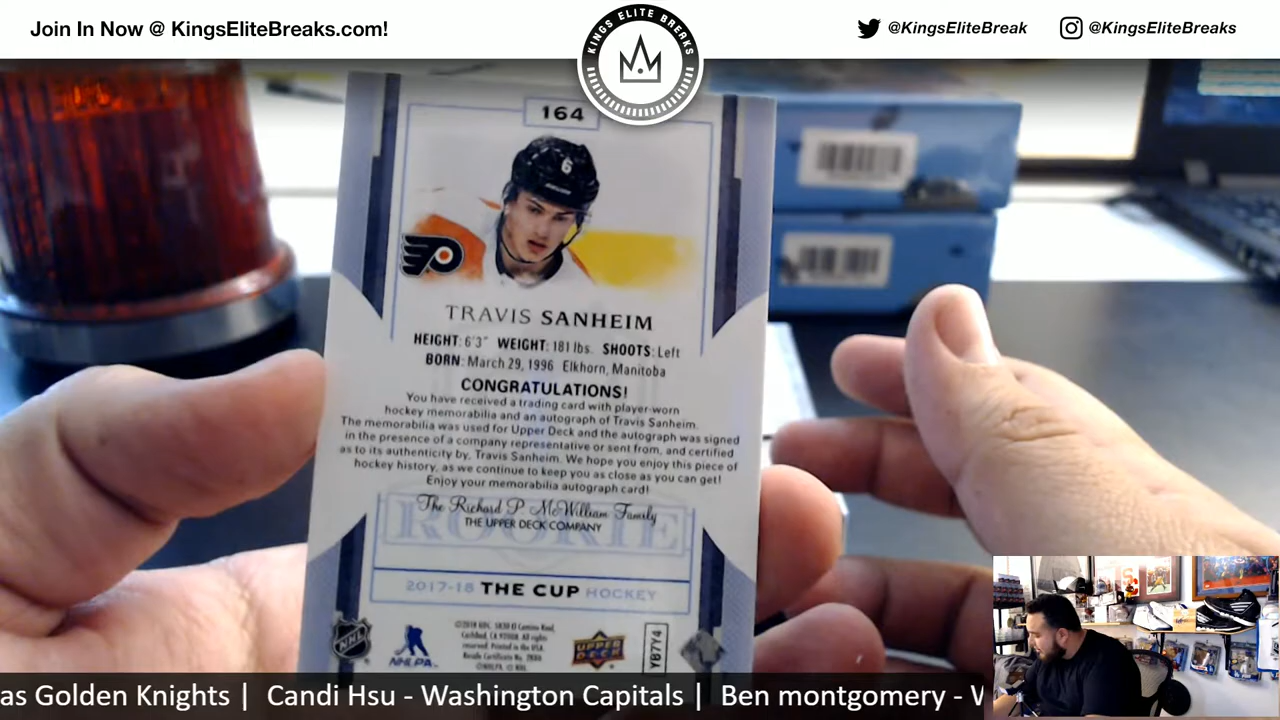 Join In Now @ KingsEliteBreaks.com!
KINGS ELITE BREAKS
@KingsEliteBreak
@KingsEliteBreaks
164
6
TRAVIS SANHEIM
HEIGHT: 6'3" WEIGHT: 181 lbs. SHOOTS: Left
BORN: March 29, 1996 Elkhorn, Manitoba
CONGRATULATIONS!
You have received a trading card with player-worn
hockey memorabilia and an autograph of Travis Sanheim.
The memorabilia was used for Upper Deck and the autograph was signed
in the presence of a company representative or sent from, and certified
as to its authenticity by, Travis Sanheim. We hope you enjoy this piece of
hockey history, as we continue to keep you as close as you can get!
Enjoy your memorabilia autograph card!
The Richard P. McWilliam Family
THE UPPER DECK COMPANY
ROOKIE
2017-18 THE CUP HOCKEY
NHL
NHLPA
UPPER DECK
as Golden Knights | Candi Hsu - Washington Capitals | Ben montgomery -